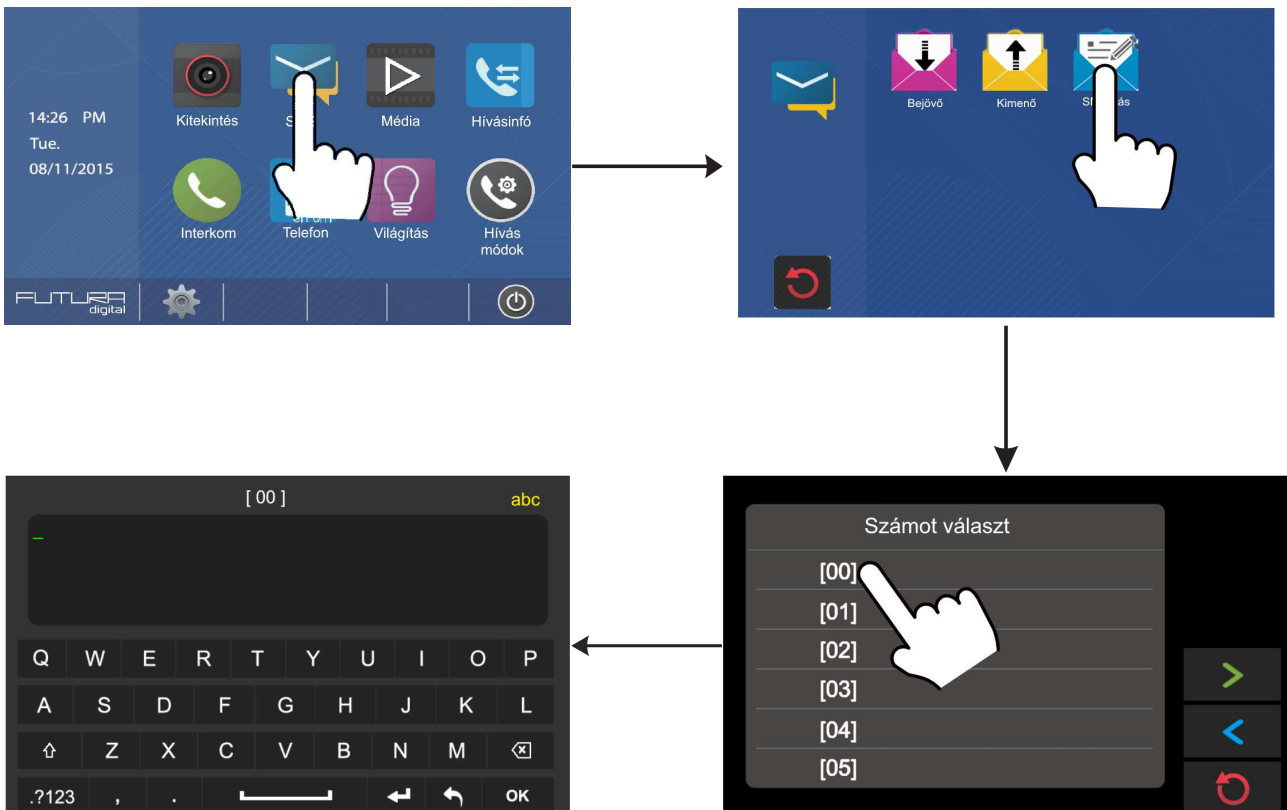 14:26 PM
Tue.
08/11/2015
Kitekintés
Média
Hívásinfó
Interkom
Telefon
Világítás
Hívás
módok
FUTURA
digital
Bejövő
Kimenő
[ 00 ]
abc
Q W E R T Y U I O P
A S D F G H J K L
Z X C V B N M
.?123 , . OK
Számot választ
[00]
[01]
[02]
[03]
[04]
[05]